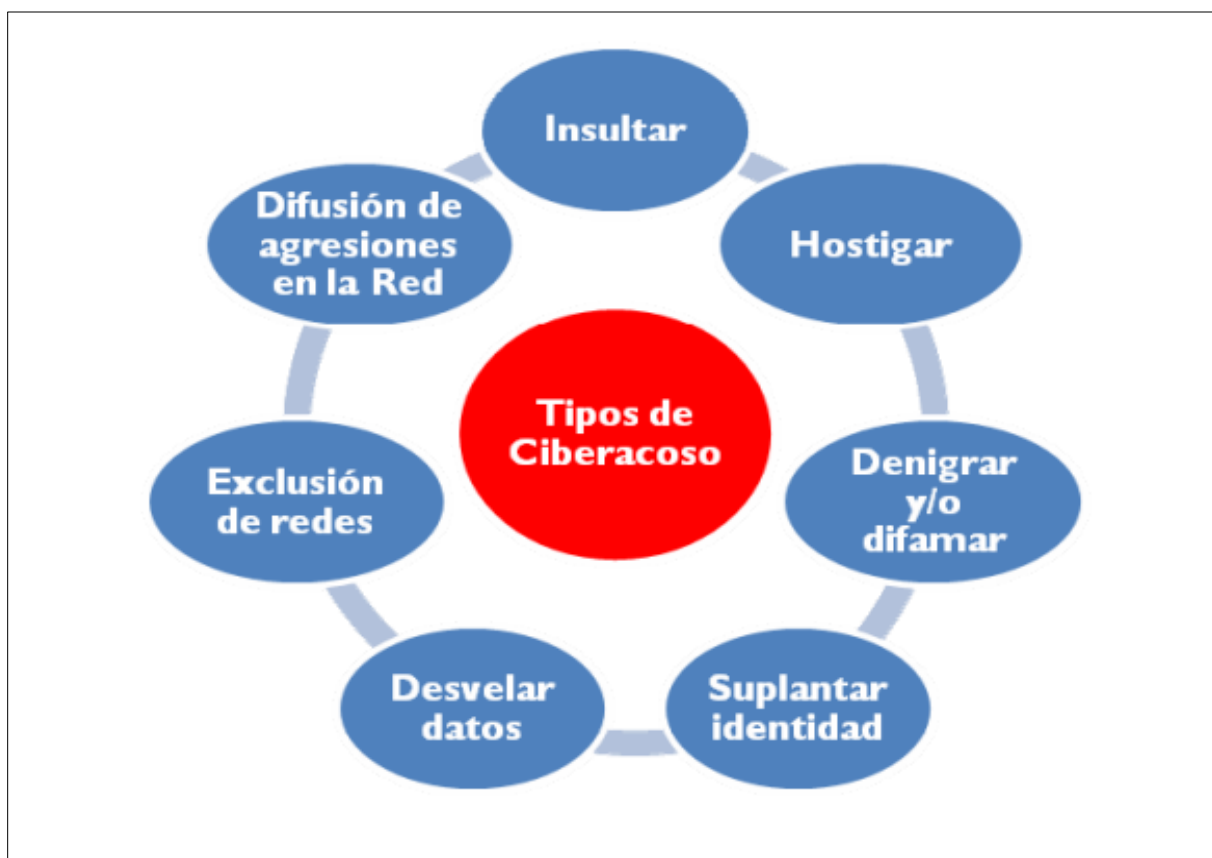 Insultar
Hostigar
Denigrar
y/o
difamar
Suplantar
identidad
Desvelar
datos
Exclusión
de redes
Difusión de
agresiones
en la Red
Tipos de
Ciberacoso